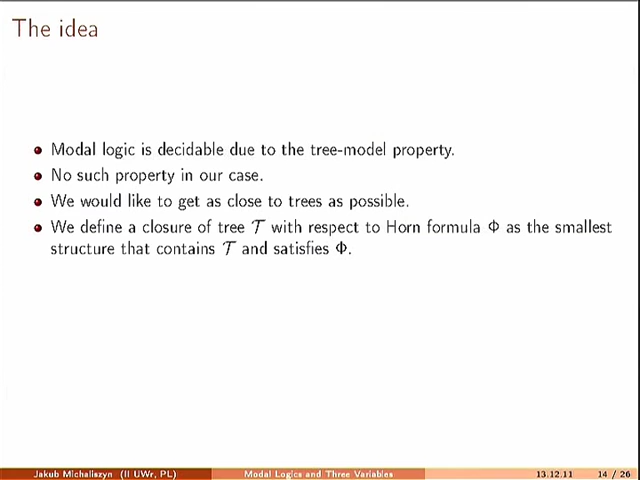 The idea
Modal logic is decidable due to the tree-model property.
No such property in our case.
We would like to get as close to trees as possible.
We define a closure of tree 𝒯 with respect to Horn formula Φ as the smallest
structure that contains 𝒯 and satisfies Φ.
Jakub Michaliszyn (II UWr, PL) Modal Logics and Three Variables 13.12.11 14 / 26